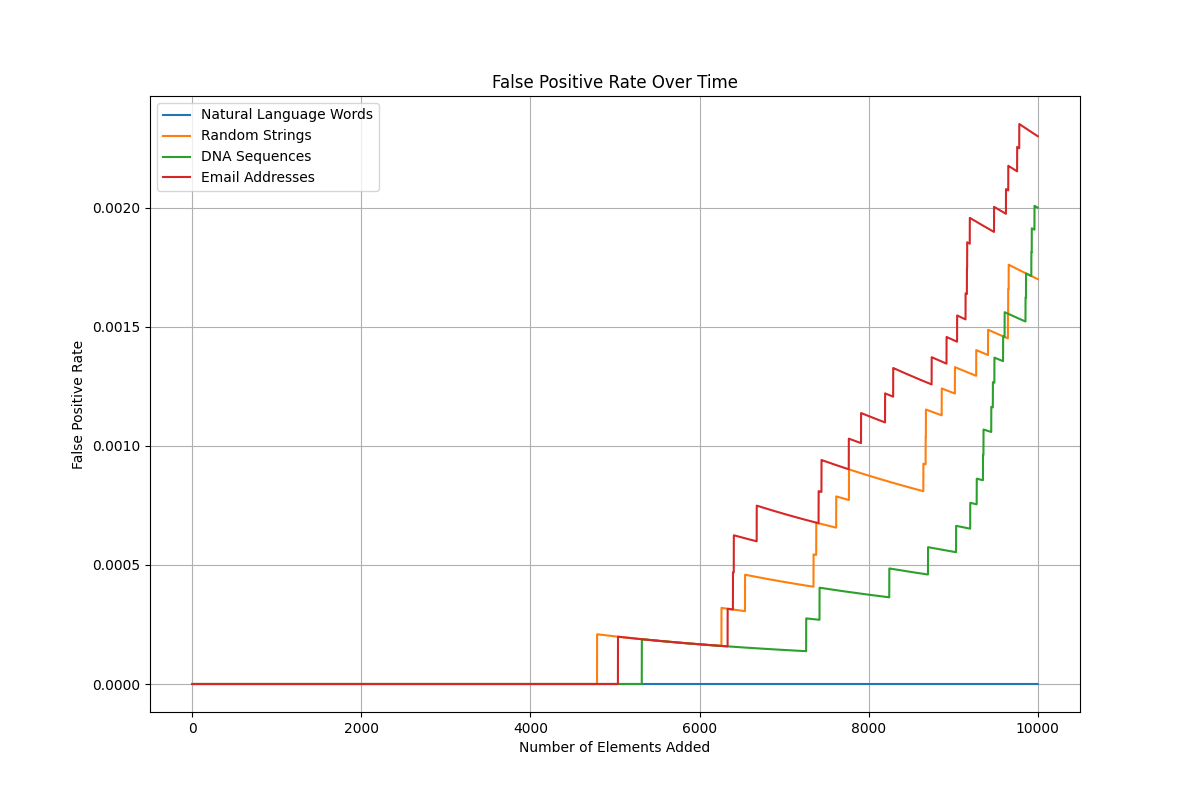 False Positive Rate Over Time
Natural Language Words
Random Strings
DNA Sequences
Email Addresses
False Positive Rate
0.0020
0.0015
0.0010
0.0005
0.0000
0 2000 4000 6000 8000 10000
Number of Elements Added